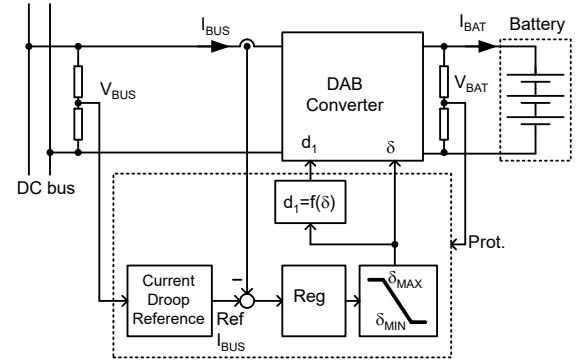 I_BUS
I_BAT
Battery
V_BUS
DAB
Converter
V_BAT
d_1
δ
DC bus
d_1=f(δ)
Prot.
Current
Droop
Reference
–
Ref
I_BUS
Reg
δ_MAX
δ_MIN